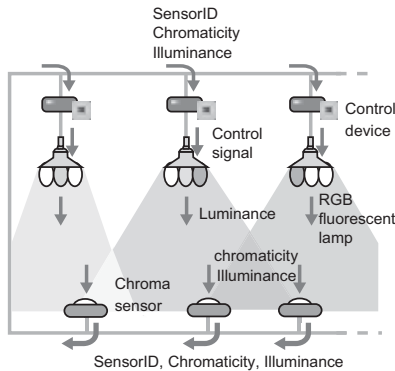 SensorID
Chromaticity
Illuminance
Control
device
Control
signal
Luminance
RGB
fluorescent
lamp
chromaticity
Illuminance
Chroma
sensor
SensorID, Chromaticity, Illuminance